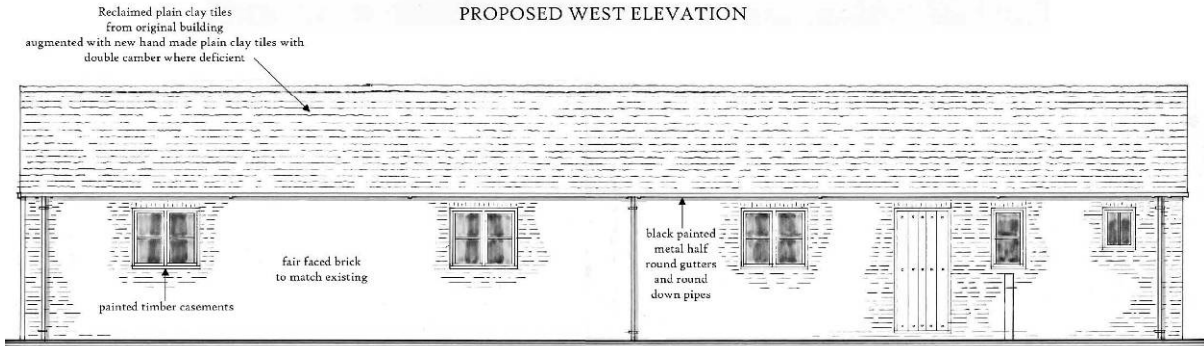 PROPOSED WEST ELEVATION
Reclaimed plain clay tiles
from original building
augmented with new hand made plain clay tiles with
double camber where deficient
fair faced brick
to match existing
painted timber casements
black painted
metal half
round gutters
and round
down pipes